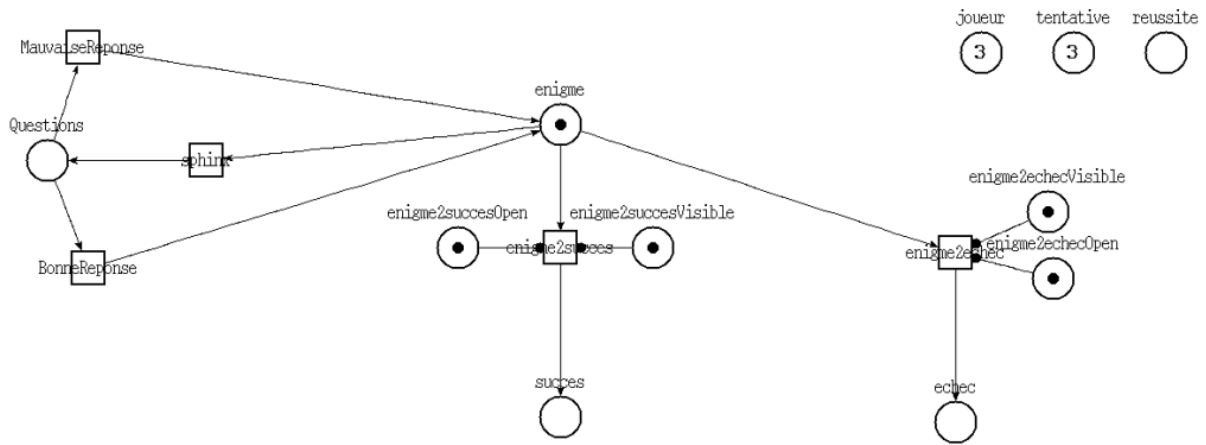 joueur
tentative
reussite
3
3
MauvaiseReponse
enigme
Questions
sphinx
enigme2echecVisible
enigme2succesOpen
enigme2succesVisible
enigme2succes
enigme2echecOpen
enigme2echec
BonneReponse
succes
echec